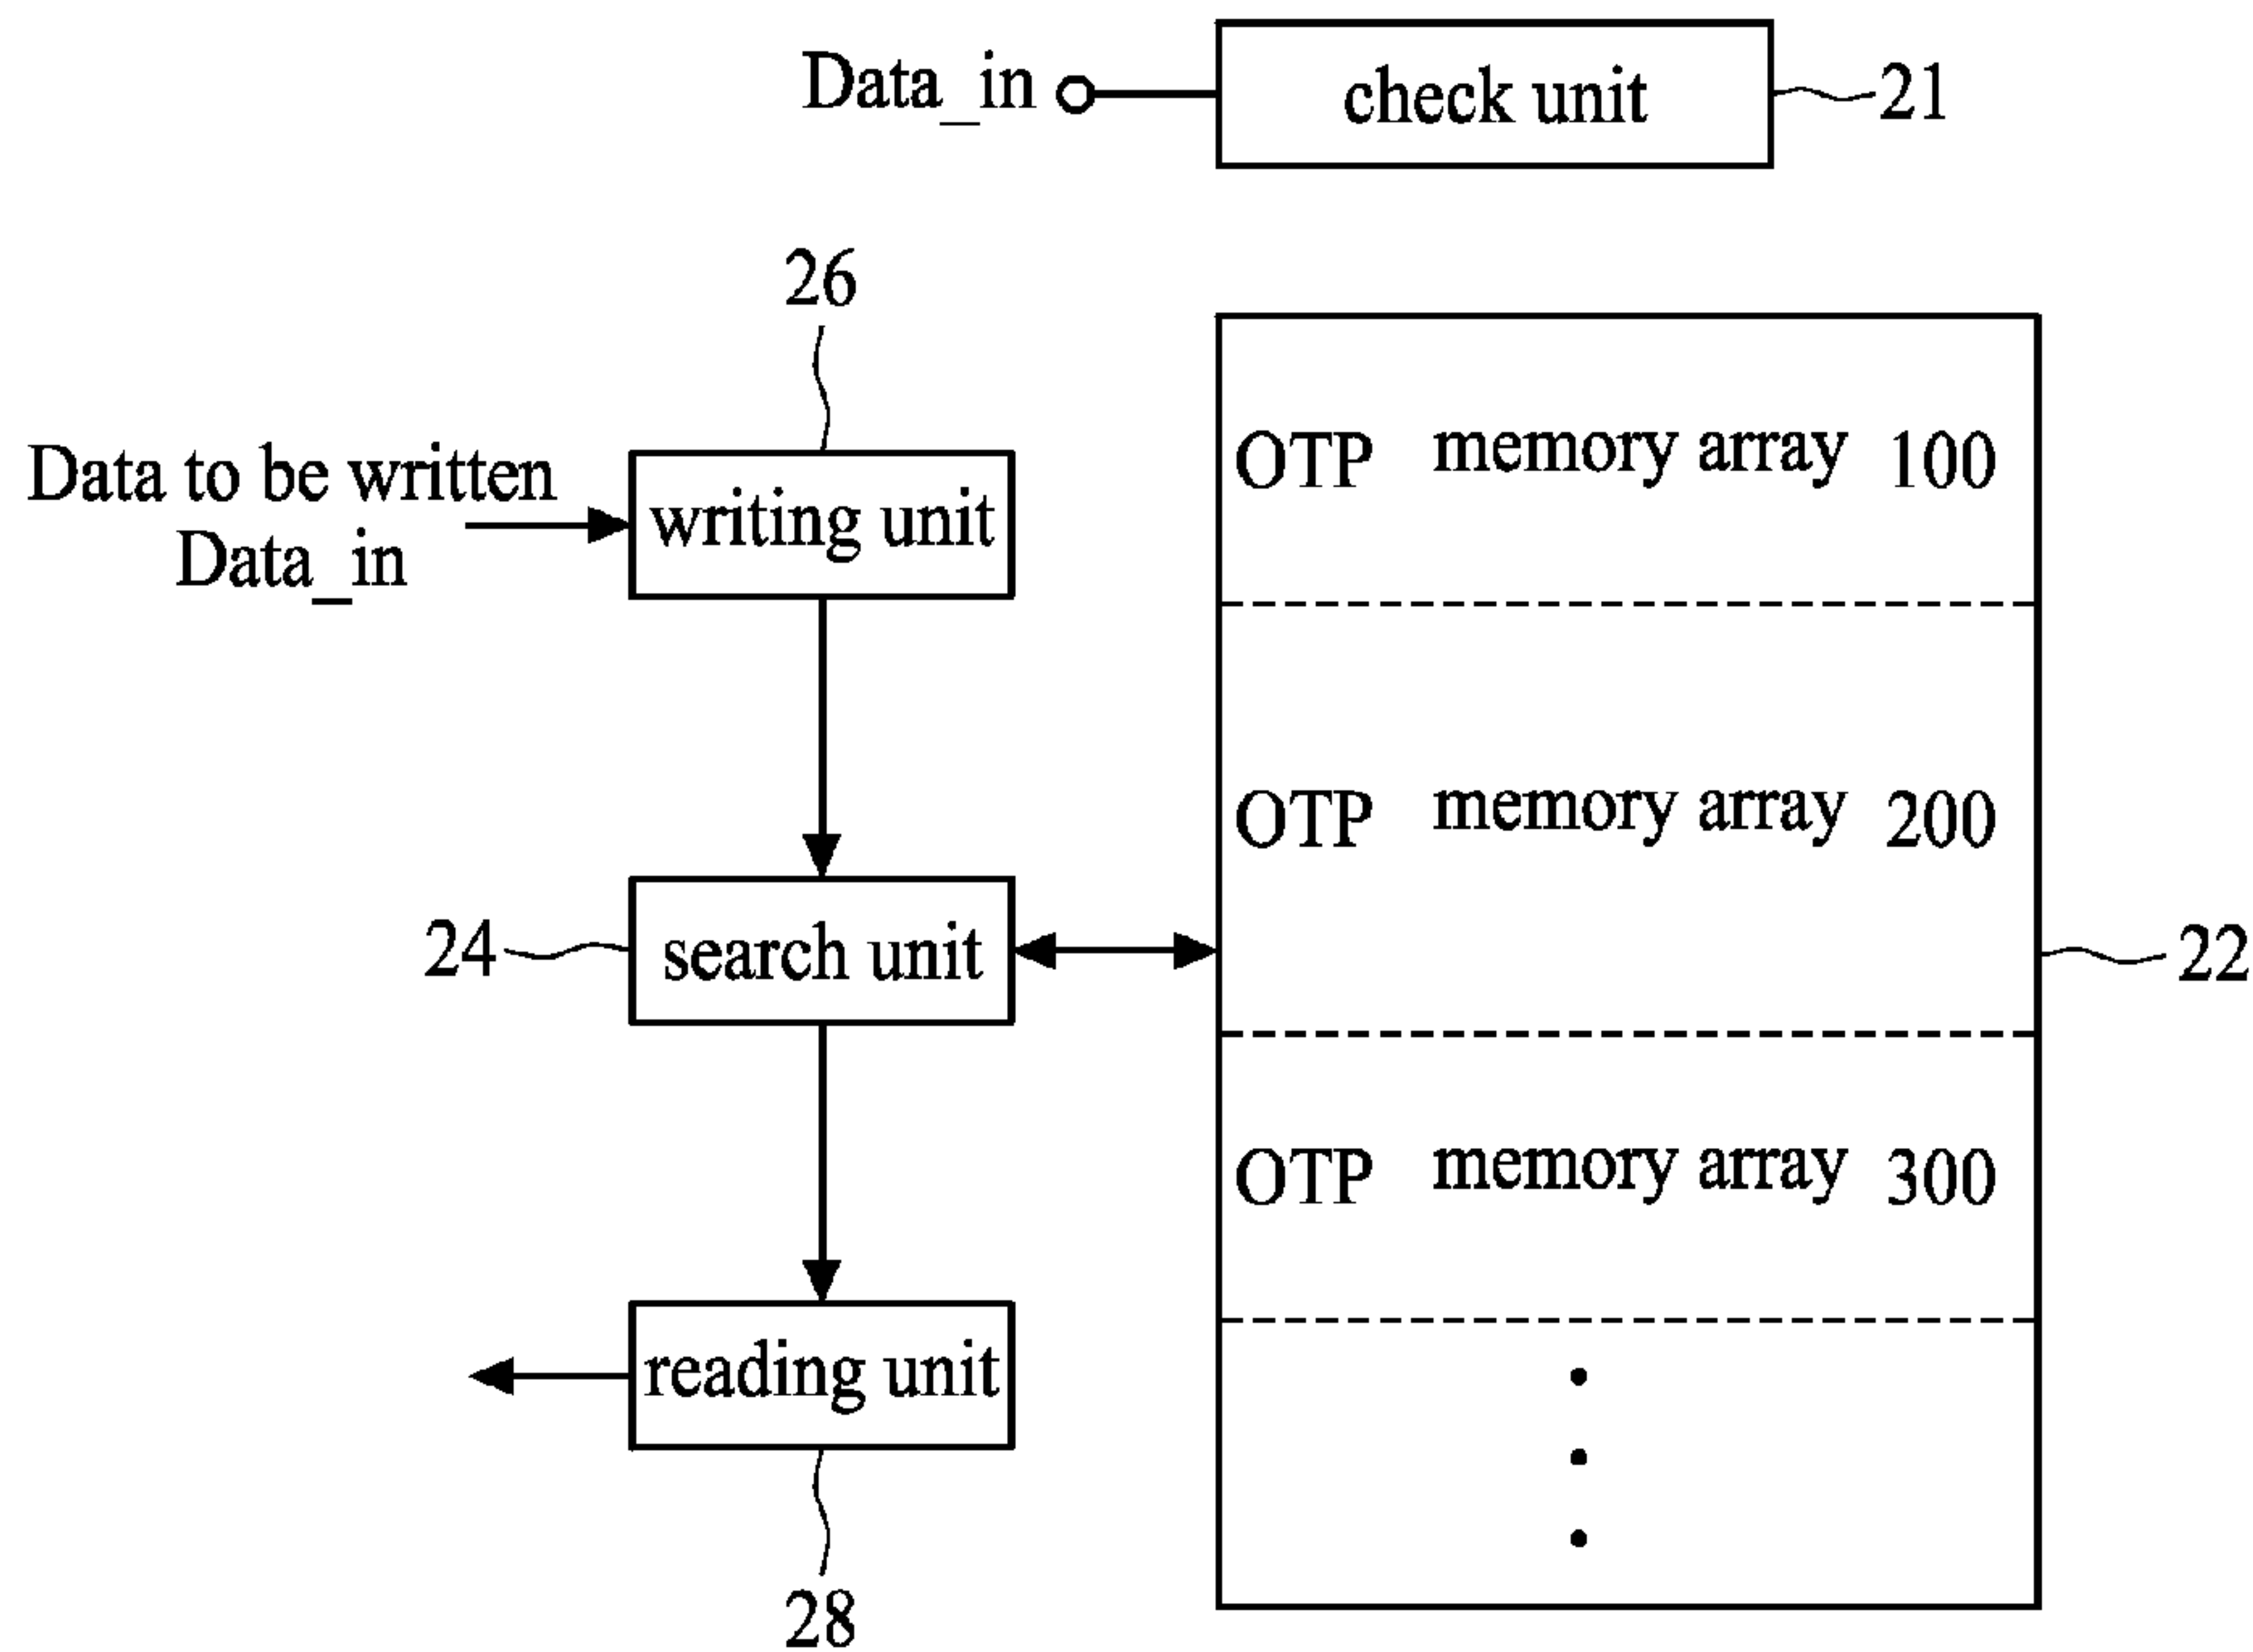 Data_in
check unit
21
26
Data to be written
Data_in
writing unit
OTP memory array 100
OTP memory array 200
24
search unit
22
OTP memory array 300
reading unit
28